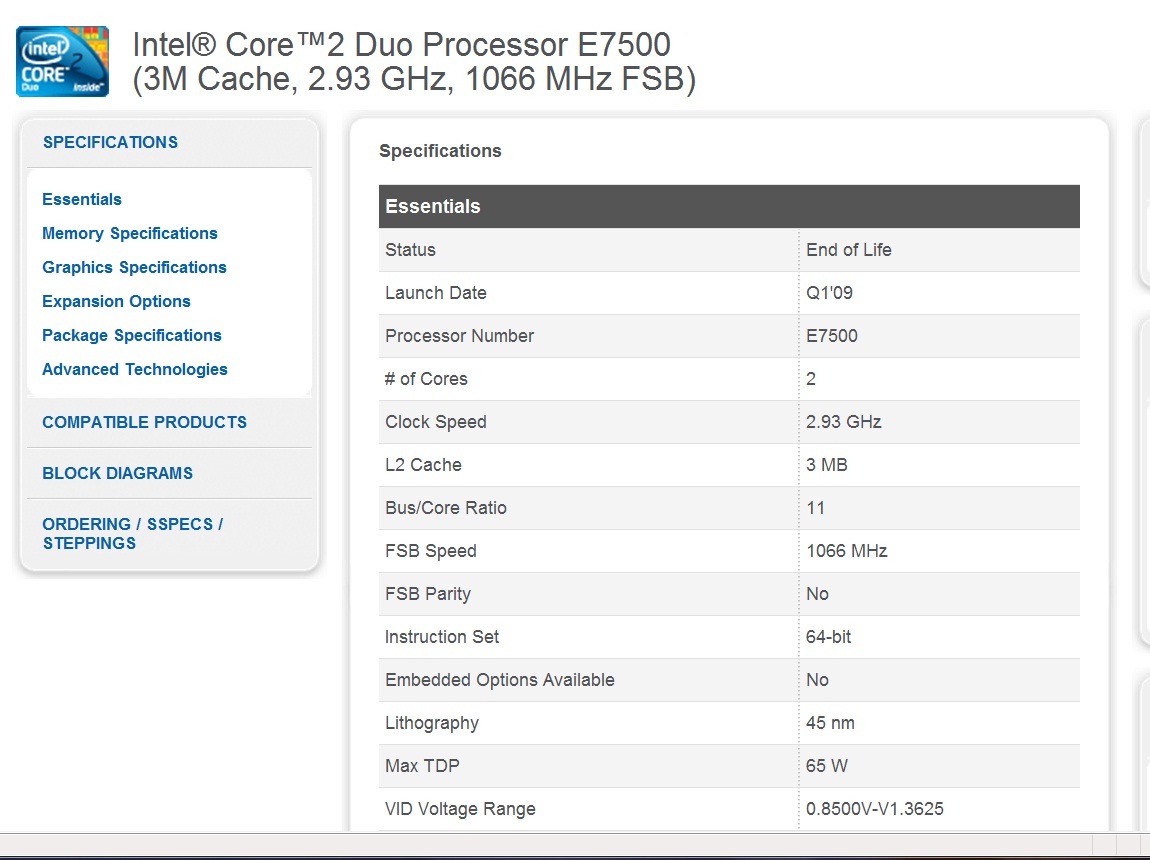 intel
CORE 2
Duo inside™
Intel® Core™2 Duo Processor E7500
(3M Cache, 2.93 GHz, 1066 MHz FSB)
SPECIFICATIONS
Essentials
Memory Specifications
Graphics Specifications
Expansion Options
Package Specifications
Advanced Technologies
COMPATIBLE PRODUCTS
BLOCK DIAGRAMS
ORDERING / SSPECS /
STEPPINGS
Specifications
Essentials
Status End of Life
Launch Date Q1'09
Processor Number E7500
# of Cores 2
Clock Speed 2.93 GHz
L2 Cache 3 MB
Bus/Core Ratio 11
FSB Speed 1066 MHz
FSB Parity No
Instruction Set 64-bit
Embedded Options Available No
Lithography 45 nm
Max TDP 65 W
VID Voltage Range 0.8500V-V1.3625